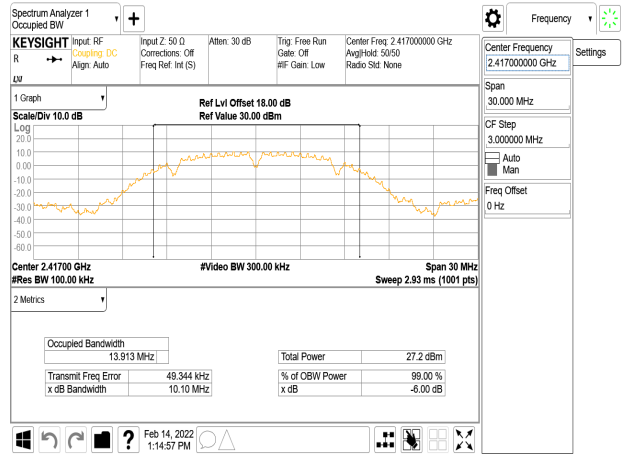 Spectrum Analyzer 1
Occupied BW
Frequency
KEYSIGHT
R
Input: RF
Coupling: DC
Align: Auto
Input Z: 50 Ω
Corrections: Off
Freq Ref: Int (S)
Atten: 30 dB
Trig: Free Run
Gate: Off
#IF Gain: Low
Center Freq: 2.417000000 GHz
Avg|Hold: 50/50
Radio Std: None
Center Frequency
2.417000000 GHz
Settings
Span
30.000 MHz
CF Step
3.000000 MHz
Auto
Man
Freq Offset
0 Hz
1 Graph
Scale/Div 10.0 dB
Ref Lvl Offset 18.00 dB
Ref Value 30.00 dBm
Log
20.0
10.0
0.00
-10.0
-20.0
-30.0
-40.0
-50.0
-60.0
Center 2.41700 GHz
#Res BW 100.00 kHz
#Video BW 300.00 kHz
Span 30 MHz
Sweep 2.93 ms (1001 pts)
2 Metrics
Occupied Bandwidth
13.913 MHz
Total Power 27.2 dBm
Transmit Freq Error 49.344 kHz
% of OBW Power 99.00 %
x dB Bandwidth 10.10 MHz
x dB -6.00 dB
?
Feb 14, 2022
1:14:57 PM